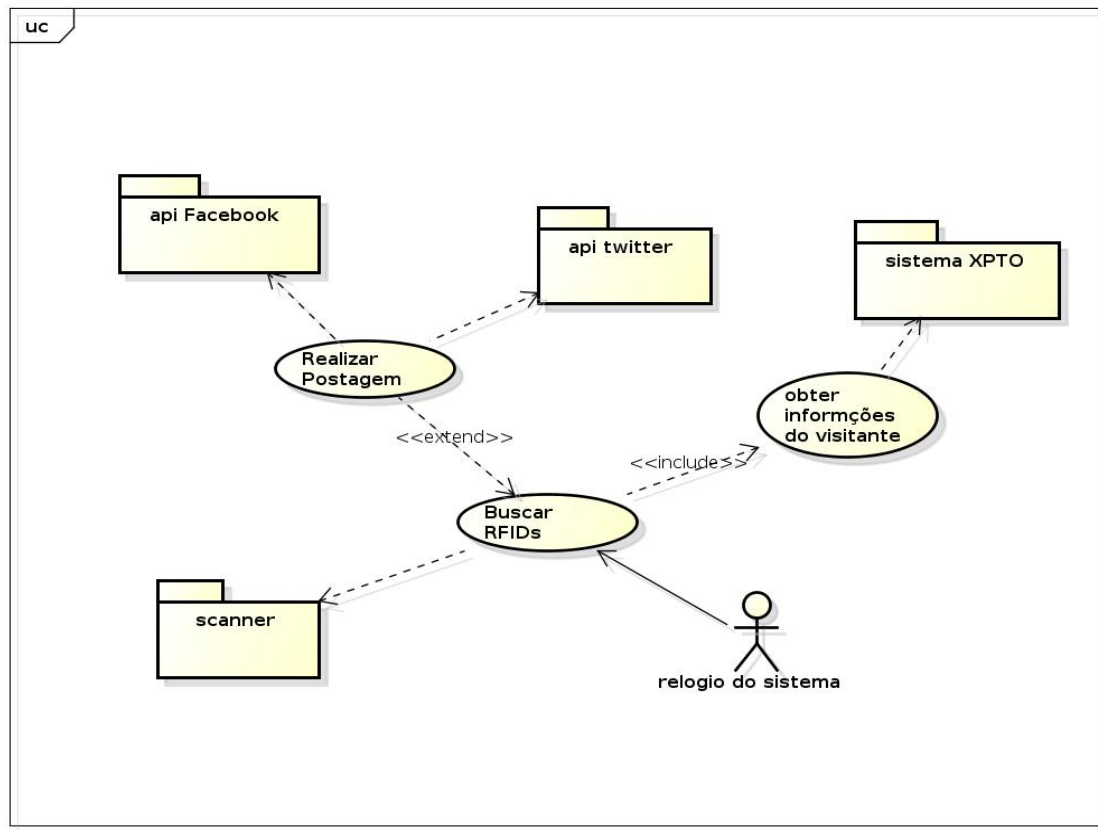 uc
api Facebook
api twitter
sistema XPTO
Realizar
Postagem
obter
informções
do visitante
<<extend>>
<<include>>
Buscar
RFIDs
scanner
relogio do sistema